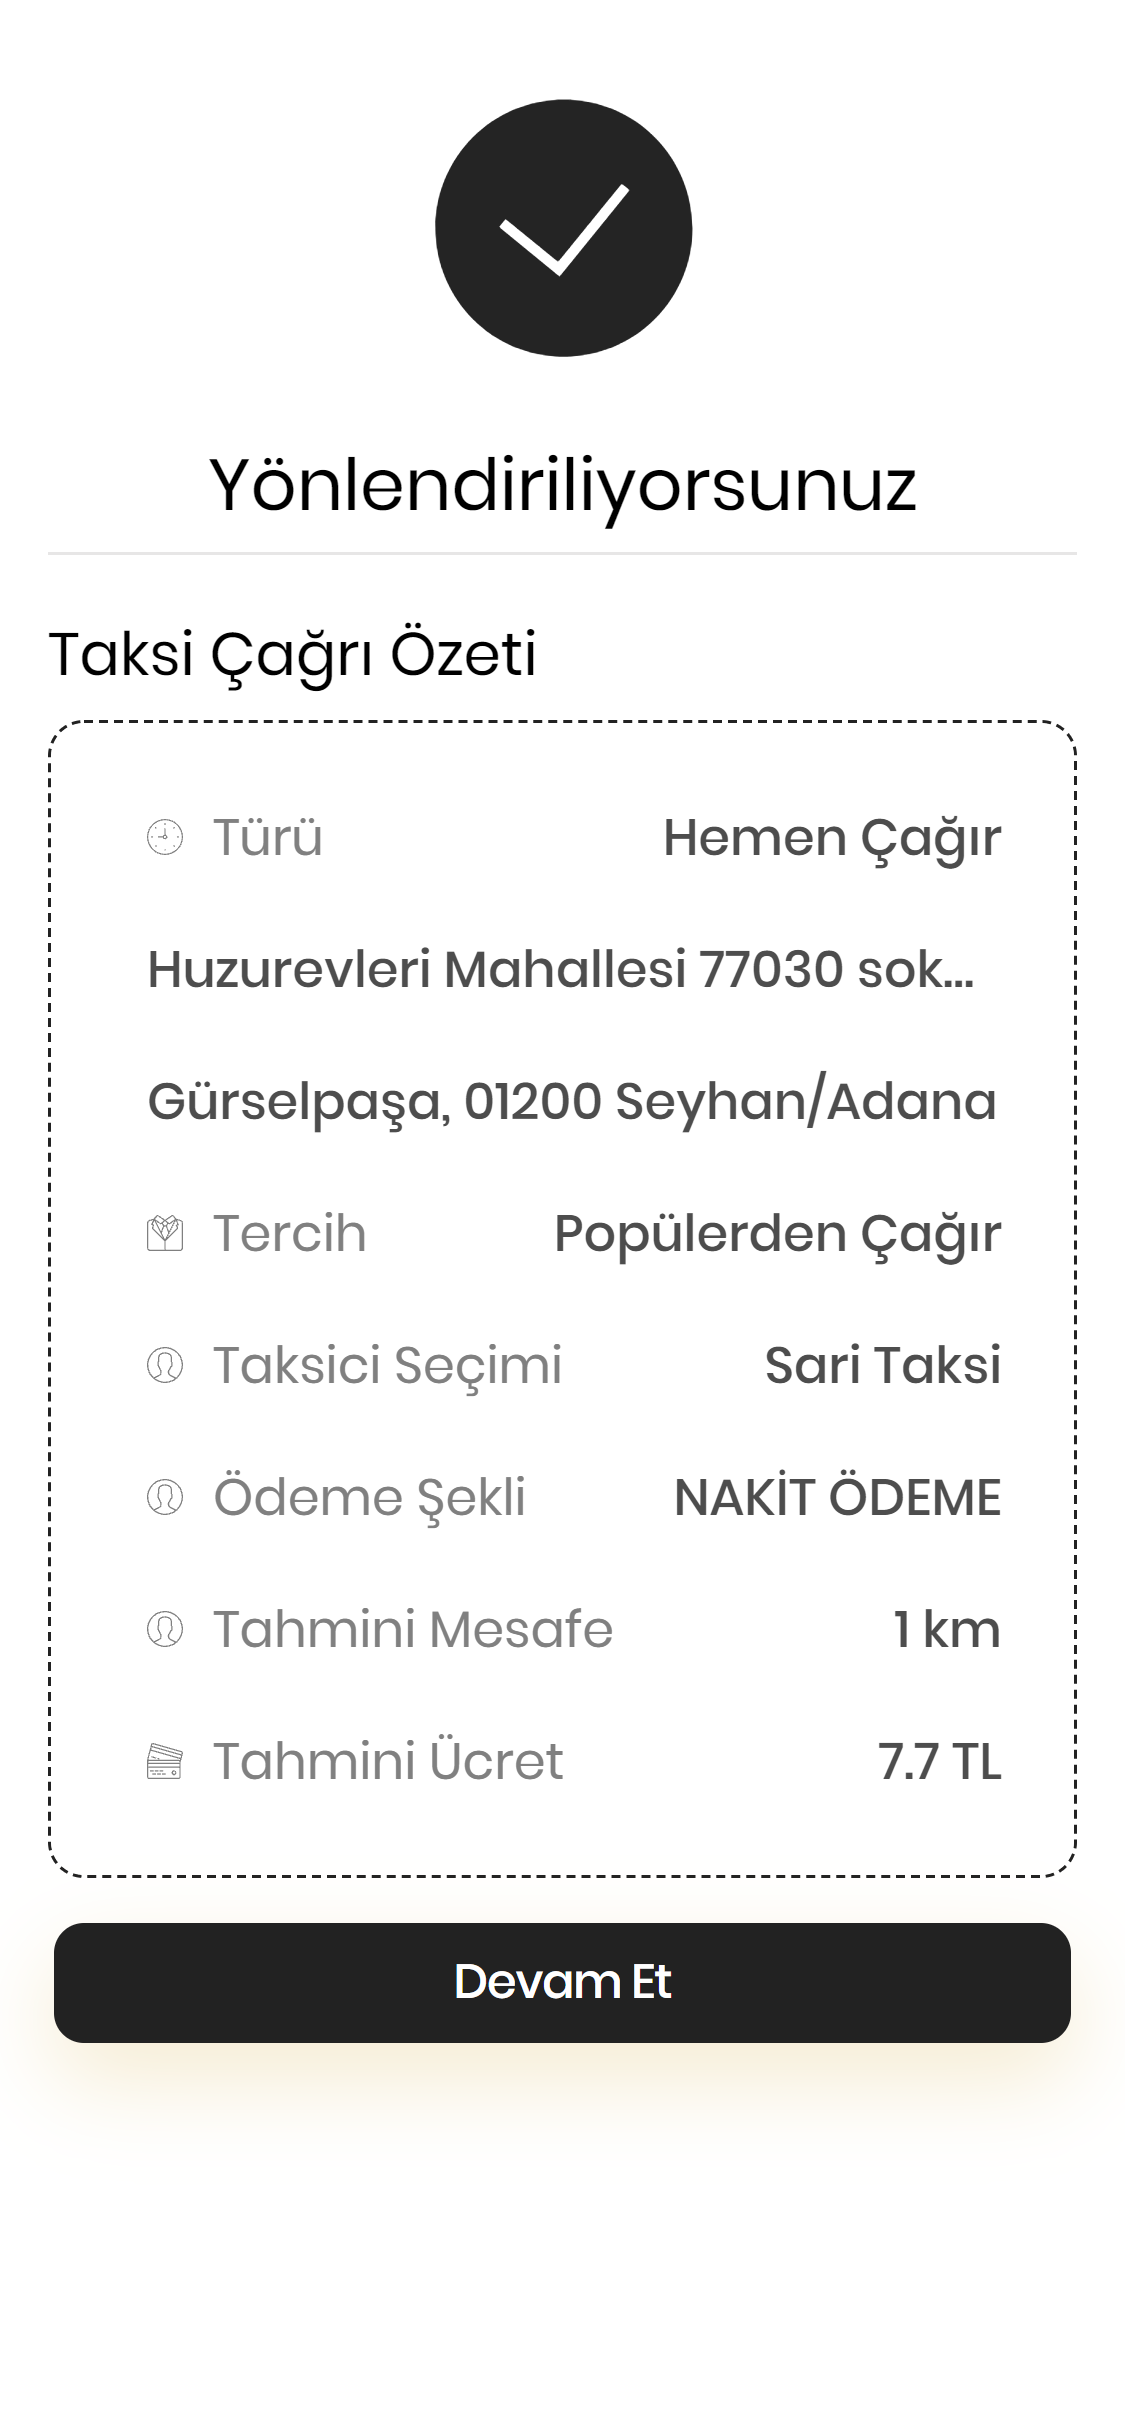 Yönlendiriliyorsunuz
Taksi Çağrı Özeti
Türü Hemen Çağır
Huzurevleri Mahallesi 77030 sok...
Gürselpaşa, 01200 Seyhan/Adana
Tercih Popülerden Çağır
Taksici Seçimi Sari Taksi
Ödeme Şekli NAKİT ÖDEME
Tahmini Mesafe 1 km
Tahmini Ücret 7.7 TL
Devam Et